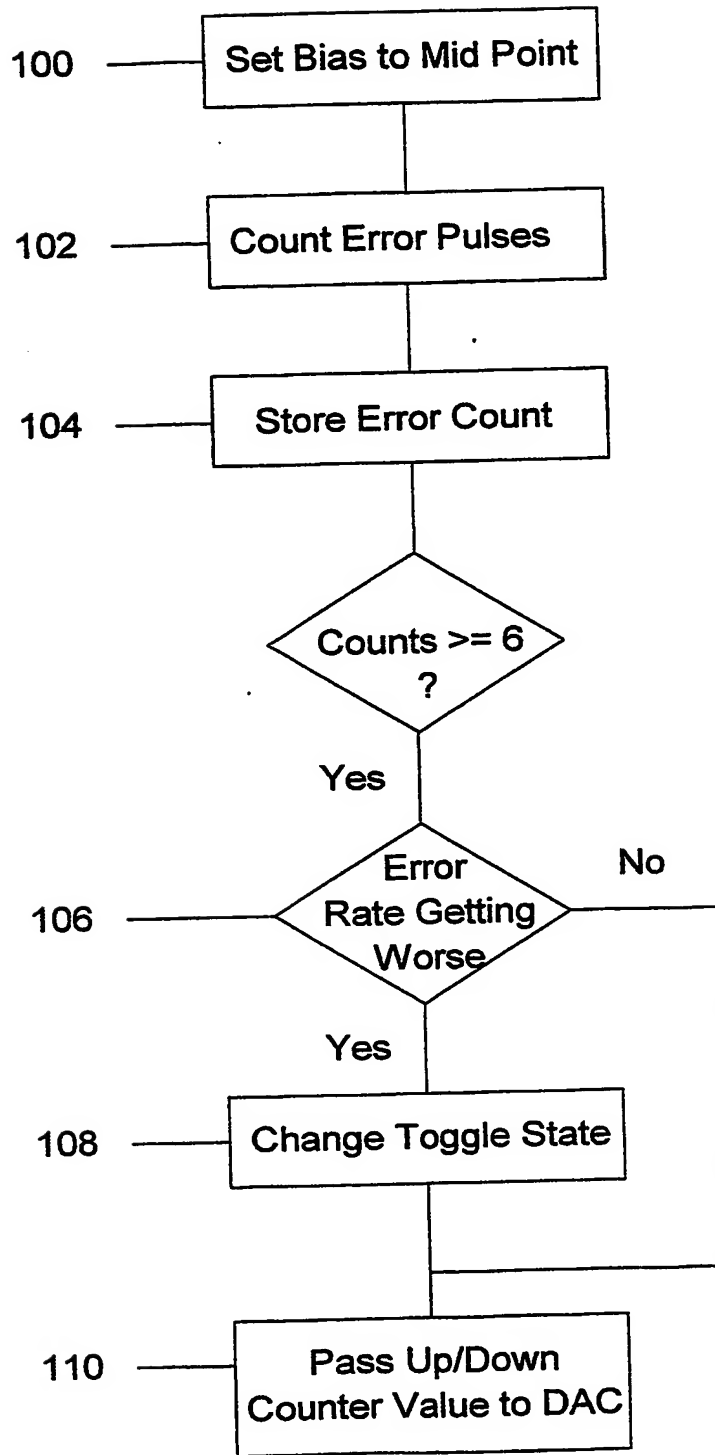 100
Set Bias to Mid Point
102
Count Error Pulses
104
Store Error Count
Counts >= 6
?
Yes
106
Error
Rate Getting
Worse
No
Yes
108
Change Toggle State
110
Pass Up/Down
Counter Value to DAC